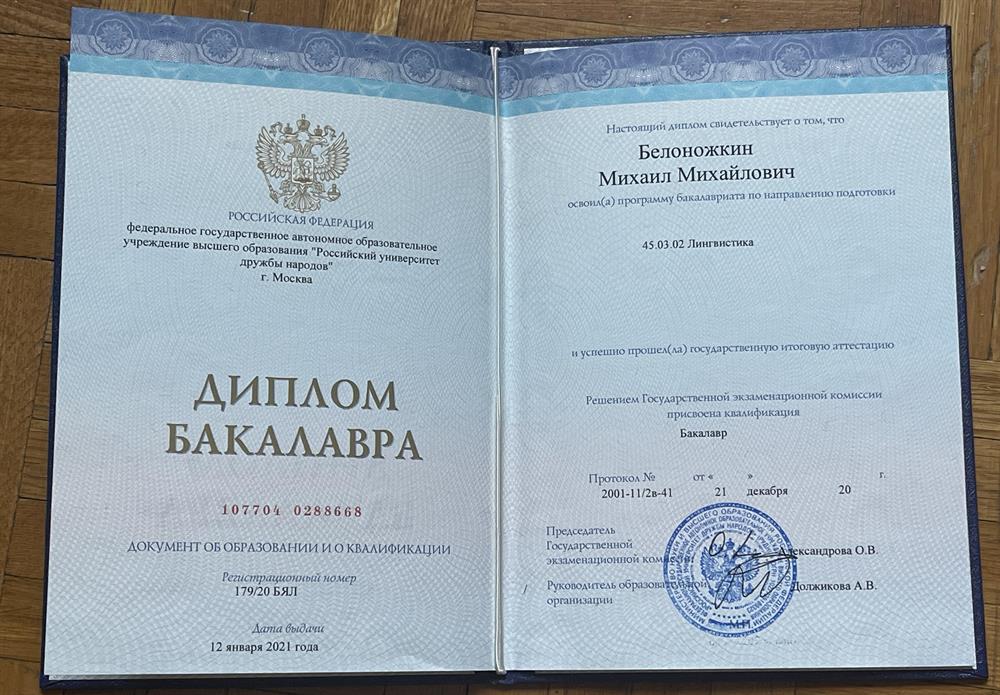 РОССИЙСКАЯ ФЕДЕРАЦИЯ
федеральное государственное автономное образовательное
учреждение высшего образования "Российский университет
дружбы народов"
г. Москва
ДИПЛОМ
БАКАЛАВРА
107704 0288668
ДОКУМЕНТ ОБ ОБРАЗОВАНИИ И О КВАЛИФИКАЦИИ
Регистрационный номер
179/20 БЯЛ
Дата выдачи
12 января 2021 года
Настоящий диплом свидетельствует о том, что
Белоножкин
Михаил Михайлович
освоил(а) программу бакалавриата по направлению подготовки
45.03.02 Лингвистика
и успешно прошел(ла) государственную итоговую аттестацию
Решением Государственной экзаменационной комиссии
присвоена квалификация
Бакалавр
Протокол № от « » г.
2001-11/2в-41 21 декабря 20
Председатель
Государственной
экзаменационной Александрова О.В.
/ Руководитель образовательной Должикова А.В.
организации
М.П.